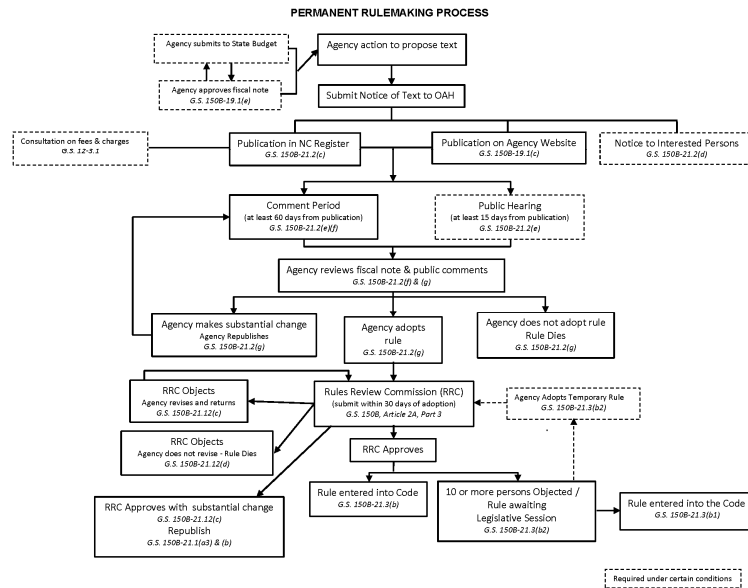 PERMANENT RULEMAKING PROCESS
Agency submits to State Budget
Agency approves fiscal note
G.S. 150B-19.1(e)
Agency action to propose text
Submit Notice of Text to OAH
Consultation on fees & charges
G.S. 12-3.1
Publication in NC Register
G.S. 150B-21.2(c)
Publication on Agency Website
G.S. 150B-19.1(c)
Notice to Interested Persons
G.S. 150B-21.2(d)
Comment Period
(at least 60 days from publication)
G.S. 150B-21.2(e)(f)
Public Hearing
(at least 15 days from publication)
G.S. 150B-21.2(e)
Agency reviews fiscal note & public comments
G.S. 150B-21.2(f) & (g)
Agency makes substantial change
Agency Republishes
G.S. 150B-21.2(g)
Agency adopts
rule
G.S. 150B-21.2(g)
Agency does not adopt rule
Rule Dies
G.S. 150B-21.2(g)
RRC Objects
Agency revises and returns
G.S. 150B-21.12(c)
Rules Review Commission (RRC)
(submit within 30 days of adoption)
G.S. 150B, Article 2A, Part 3
Agency Adopts Temporary Rule
G.S. 150B-21.3(b2)
RRC Objects
Agency does not revise - Rule Dies
G.S. 150B-21.12(d)
RRC Approves
RRC Approves with substantial change
G.S. 150B-21.12(c)
Republish
G.S. 150B-21.1(a3) & (b)
Rule entered into Code
G.S. 150B-21.3(b)
10 or more persons Objected /
Rule awaiting
Legislative Session
G.S. 150B-21.3(b2)
Rule entered into the Code
G.S. 150B-21.3(b1)
Required under certain conditions